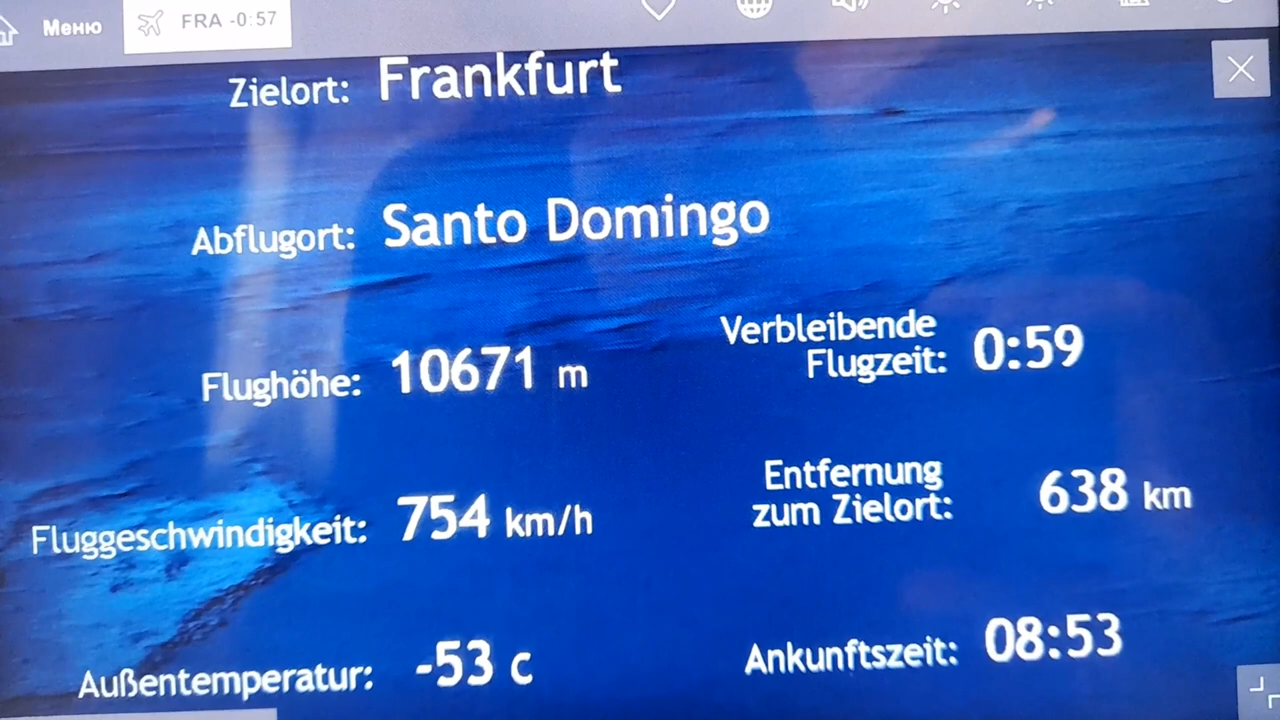 Меню
FRA -0:57
Zielort: Frankfurt
Abflugort: Santo Domingo
Flughöhe: 10671 m
Verbleibende
Flugzeit: 0:59
Fluggeschwindigkeit: 754 km/h
Entfernung
zum Zielort: 638 km
Außentemperatur: -53 c
Ankunftszeit: 08:53